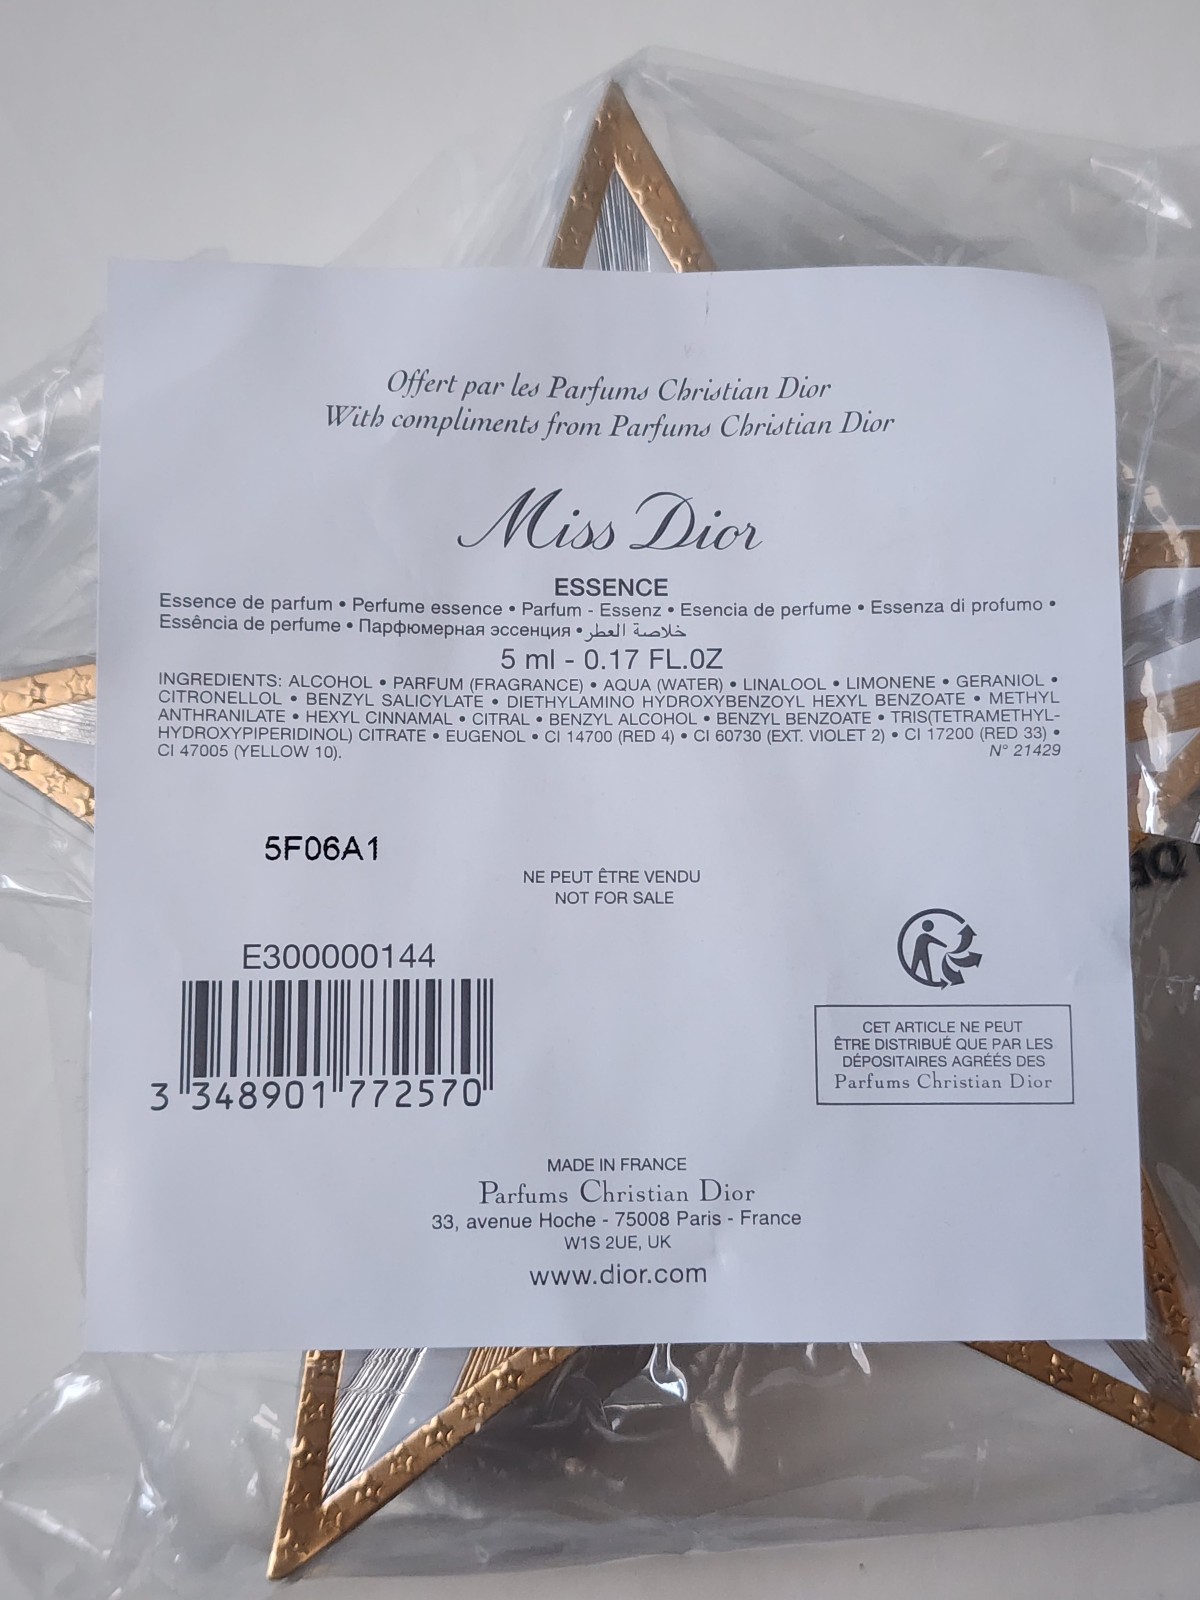 Offert par les Parfums Christian Dior
With compliments from Parfums Christian Dior
Miss Dior
ESSENCE
Essence de parfum • Perfume essence • Parfum - Essenz • Esencia de perfume • Essenza di profumo •
Essência de perfume • Парфюмерная эссенция • خلاصة العطر
5 ml - 0.17 FL.OZ
INGREDIENTS: ALCOHOL • PARFUM (FRAGRANCE) • AQUA (WATER) • LINALOOL • LIMONENE • GERANIOL •
CITRONELLOL • BENZYL SALICYLATE • DIETHYLAMINO HYDROXYBENZOYL HEXYL BENZOATE • METHYL
ANTHRANILATE • HEXYL CINNAMAL • CITRAL • BENZYL ALCOHOL • BENZYL BENZOATE • TRIS(TETRAMETHYL-
HYDROXYPIPERIDINOL) CITRATE • EUGENOL • CI 14700 (RED 4) • CI 60730 (EXT. VIOLET 2) • CI 17200 (RED 33) •
CI 47005 (YELLOW 10). N° 21429
5F06A1
NE PEUT ÊTRE VENDU
NOT FOR SALE
E300000144
3 348901 772570
CET ARTICLE NE PEUT
ÊTRE DISTRIBUÉ QUE PAR LES
DÉPOSITAIRES AGRÉÉS DES
Parfums Christian Dior
MADE IN FRANCE
Parfums Christian Dior
33, avenue Hoche - 75008 Paris - France
W1S 2UE, UK
www.dior.com